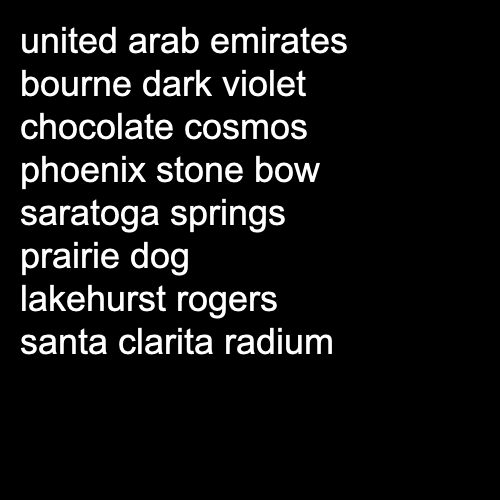 united arab emirates
bourne dark violet
chocolate cosmos
phoenix stone bow
saratoga springs
prairie dog
lakehurst rogers
santa clarita radium